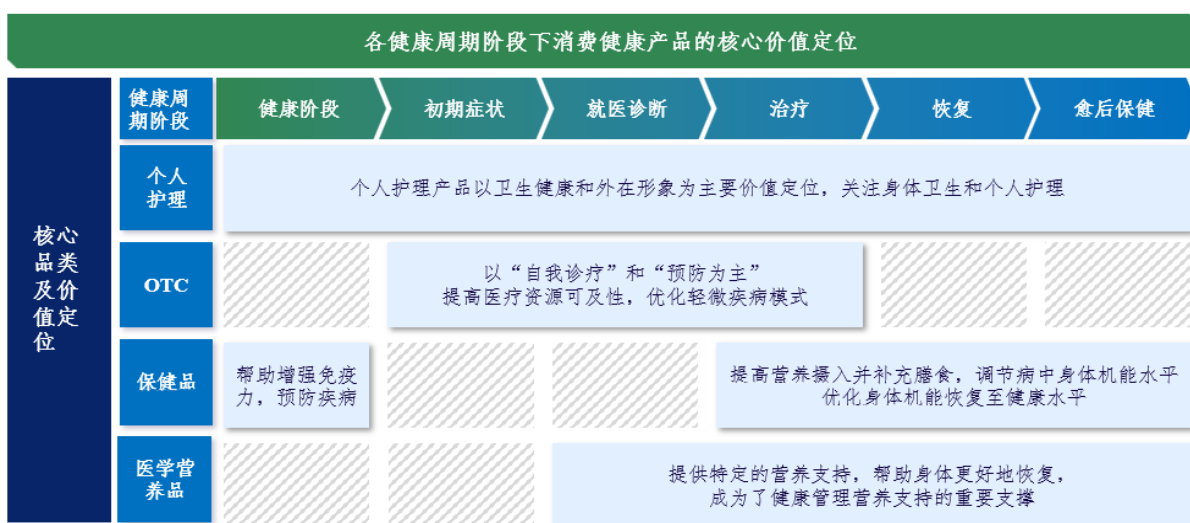 各健康周期阶段下消费健康产品的核心价值定位
核心
品类
及价
值定
位
健康周
期阶段
健康阶段
初期症状
就医诊断
治疗
恢复
愈后保健
个人
护理
个人护理产品以卫生健康和外在形象为主要价值定位，关注身体卫生和个人护理
OTC
以“自我诊疗”和“预防为主”
提高医疗资源可及性，优化轻微疾病模式
保健品
帮助增强免疫
力，预防疾病
提高营养摄入并补充膳食，调节病中身体机能水平
优化身体机能恢复至健康水平
医学营
养品
提供特定的营养支持，帮助身体更好地恢复，
成为了健康管理营养支持的重要支撑